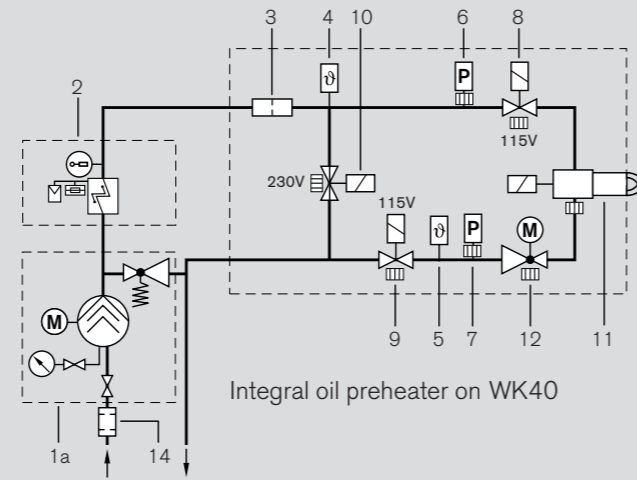 3 4 10 6 8
2
ϑ P
115V
230V
115V
ϑ P M
M
9 5 7 12 11
Integral oil preheater on WK40
1a 14